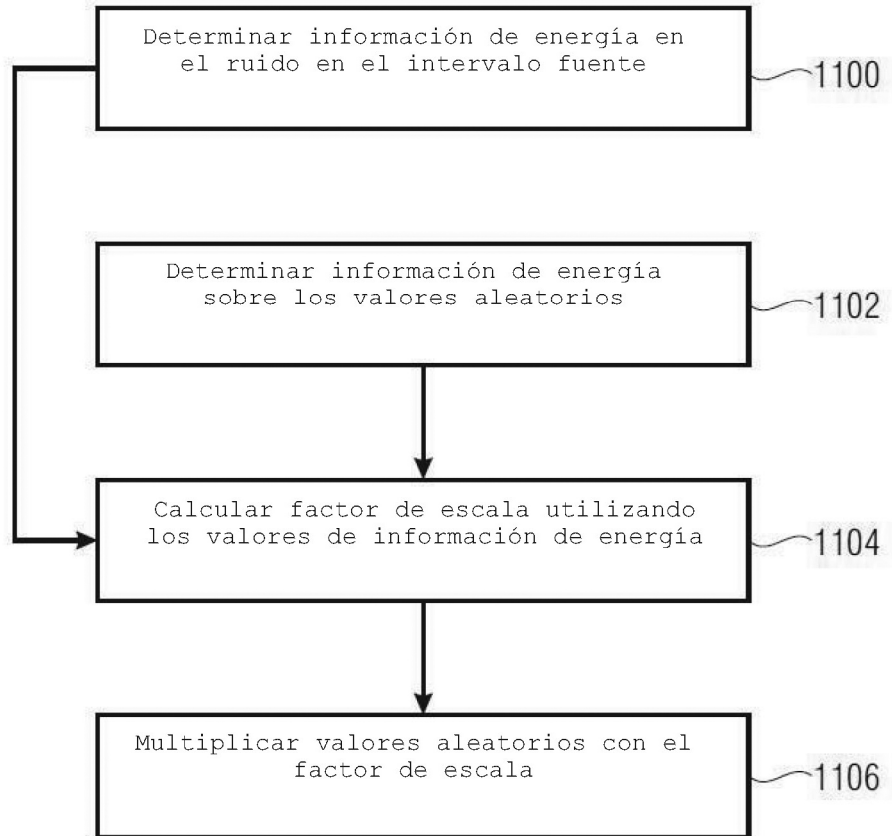 Determinar información de energía en
el ruido en el intervalo fuente
1100
Determinar información de energía
sobre los valores aleatorios
1102
Calcular factor de escala utilizando
los valores de información de energía
1104
Multiplicar valores aleatorios con el
factor de escala
1106